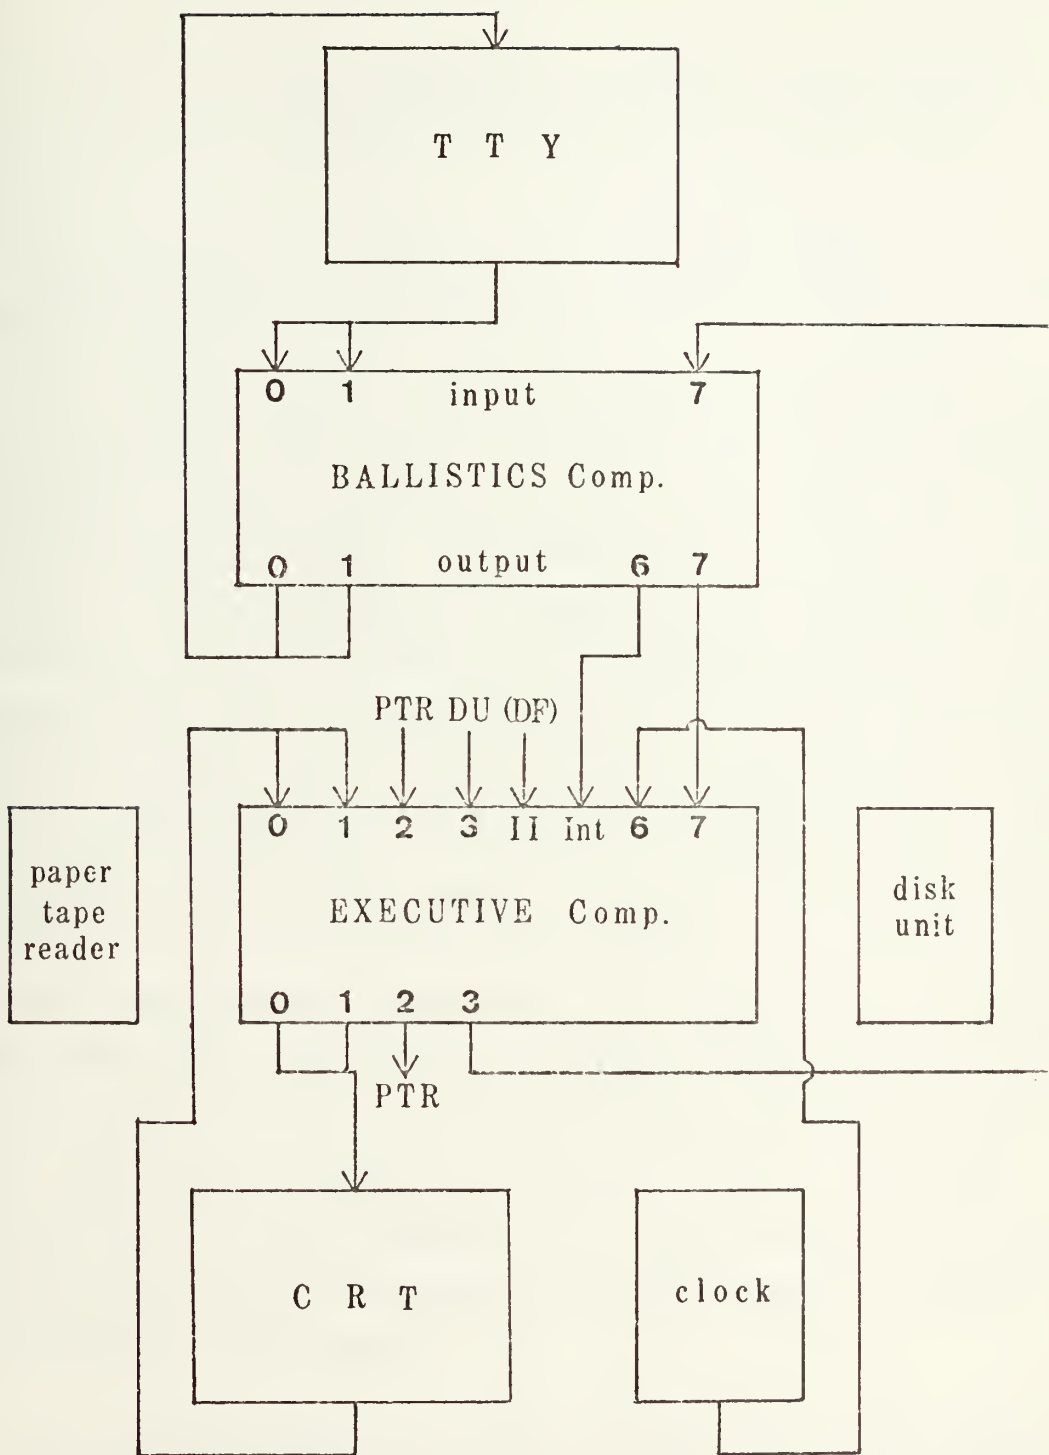 T T Y
0 1 input 7
BALLISTICS Comp.
0 1 output 6 7
PTR DU (DF)
0 1 2 3 II Int 6 7
paper
tape
reader
EXECUTIVE Comp.
disk
unit
0 1 2 3
PTR
C R T
clock